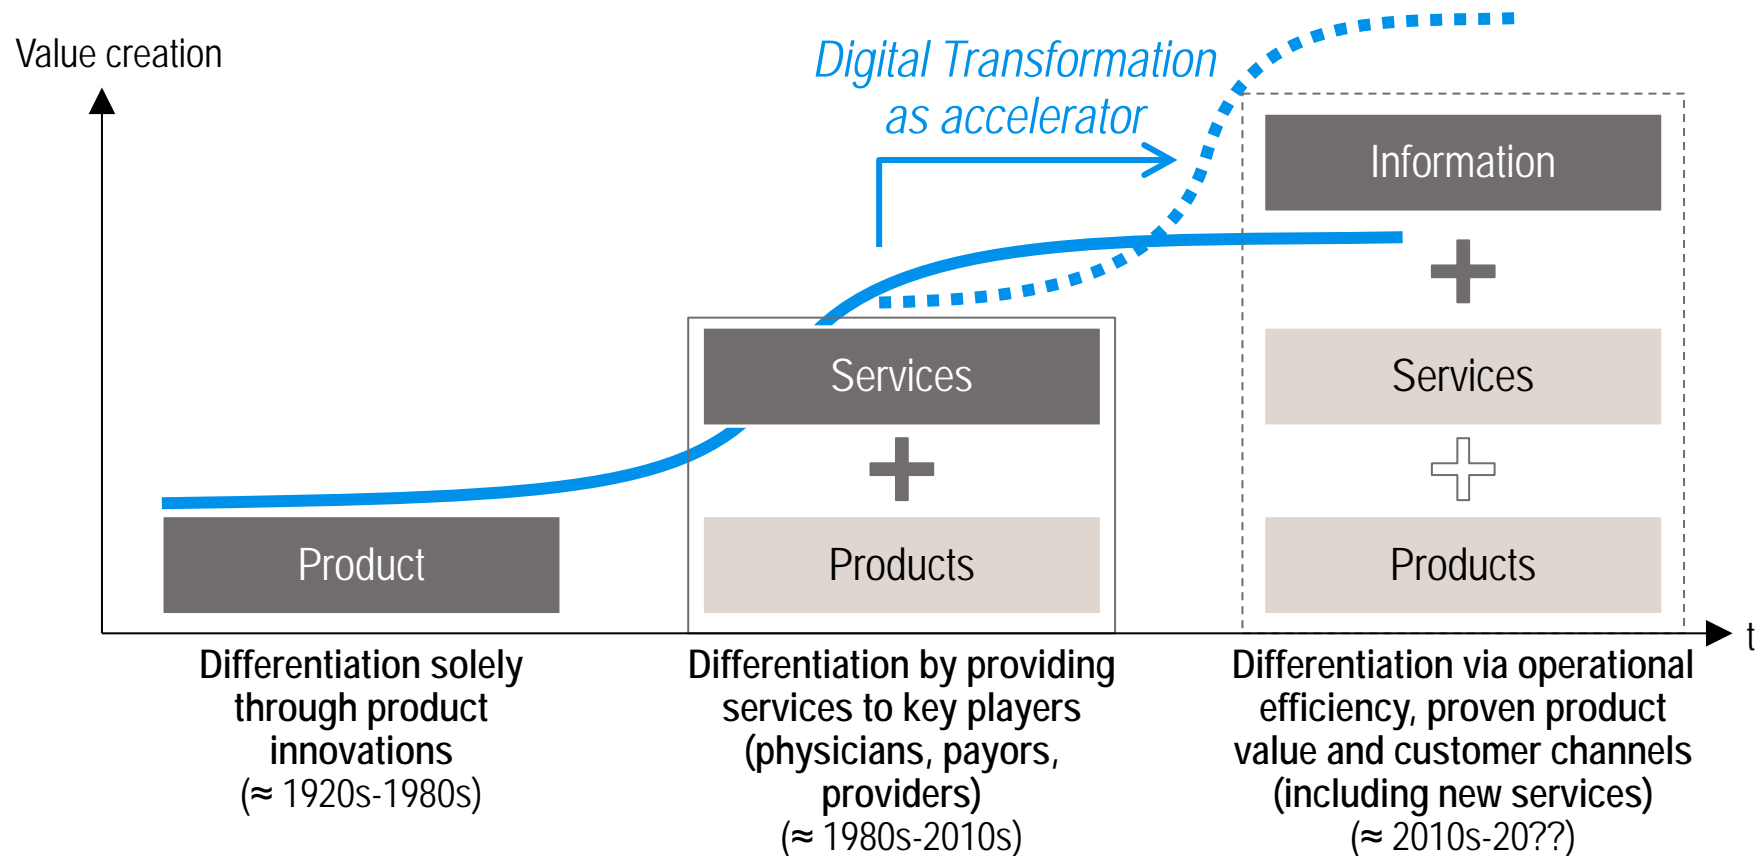 Value creation
Digital Transformation
as accelerator
Information
Services
Services
Product
Products
Products
t
Differentiation solely
through product
innovations
(≈ 1920s-1980s)
Differentiation by providing
services to key players
(physicians, payors,
providers)
(≈ 1980s-2010s)
Differentiation via operational
efficiency, proven product
value and customer channels
(including new services)
(≈ 2010s-20??)